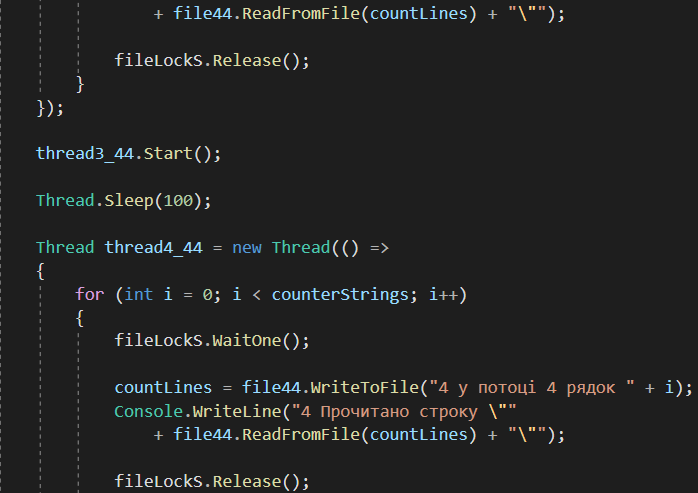 + file44.ReadFromFile(countLines) + "\"");
fileLockS.Release();
}
});
thread3_44.Start();
Thread.Sleep(100);
Thread thread4_44 = new Thread(() =>
{
for (int i = 0; i < counterStrings; i++)
{
fileLockS.WaitOne();
countLines = file44.WriteToFile("4 у потоці 4 рядок " + i);
Console.WriteLine("4 Прочитано строку \""
+ file44.ReadFromFile(countLines) + "\"");
fileLockS.Release();